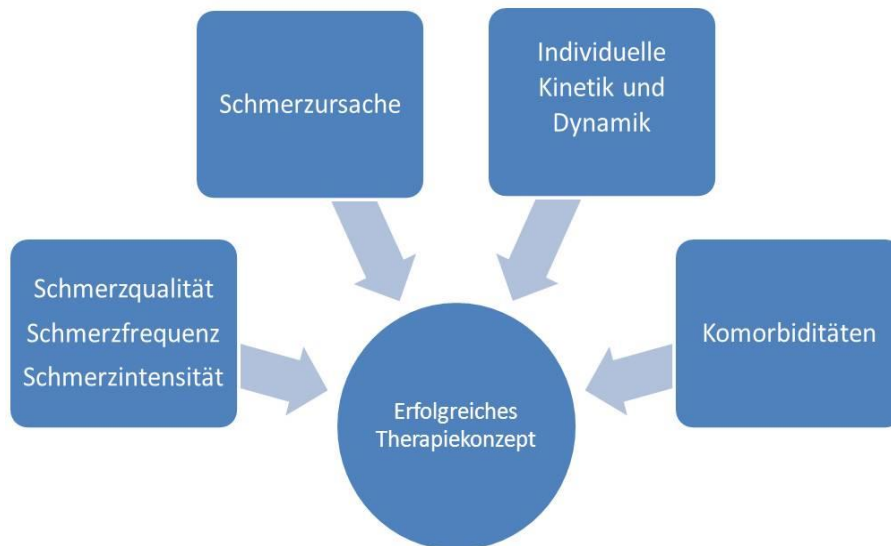 Schmerzursache
Individuelle
Kinetik und
Dynamik
Schmerzqualität
Schmerzfrequenz
Schmerzintensität
Komorbiditäten
Erfolgreiches
Therapiekonzept